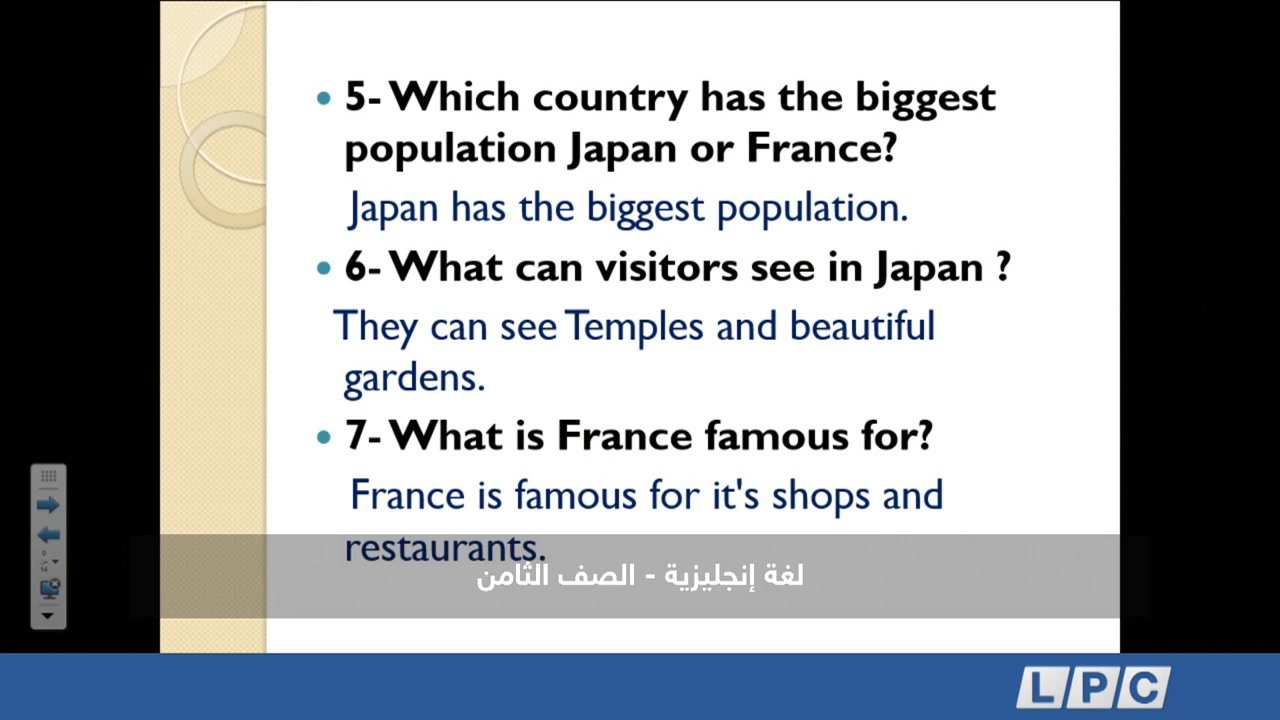 5- Which country has the biggest
population Japan or France?
Japan has the biggest population.
6- What can visitors see in Japan ?
They can see Temples and beautiful
gardens.
7- What is France famous for?
France is famous for it's shops and
restaurants.
لغة إنجليزية - الصف الثامن
LPC